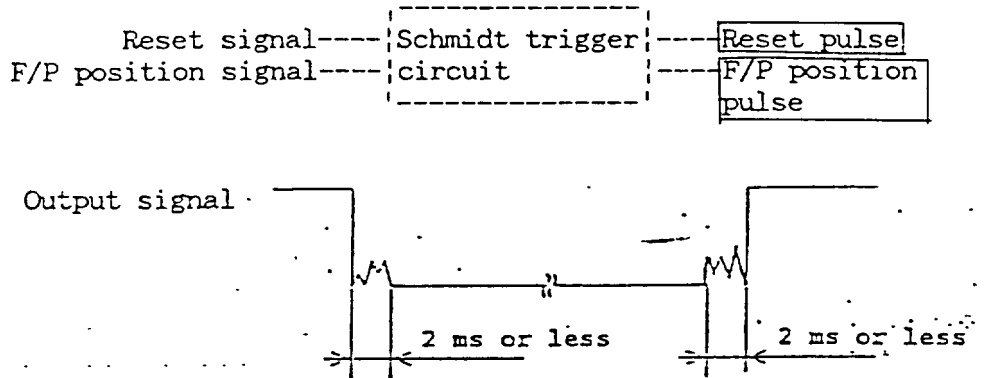 Reset signal----Schmidt trigger----Reset pulse
F/P position signal----circuit----F/P position
pulse
Output signal
2 ms or less 2 ms or less